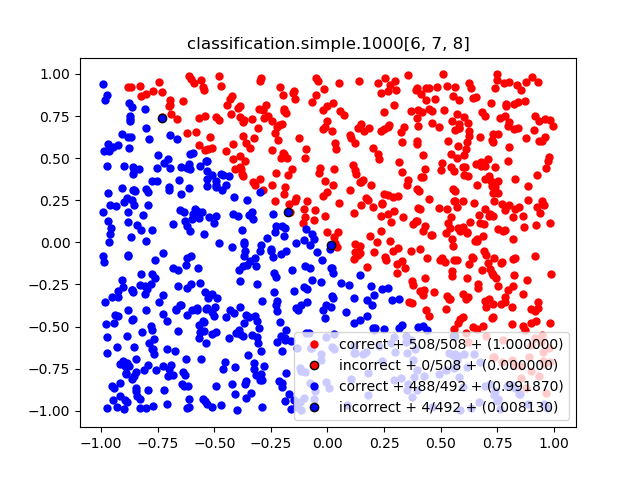 classification.simple.1000[6, 7, 8]
1.00
0.75
0.50
0.25
0.00
−0.25
−0.50
−0.75
−1.00
correct + 508/508 + (1.000000)
incorrect + 0/508 + (0.000000)
correct + 488/492 + (0.991870)
incorrect + 4/492 + (0.008130)
−1.00 −0.75 −0.50 −0.25 0.00 0.25 0.50 0.75 1.00